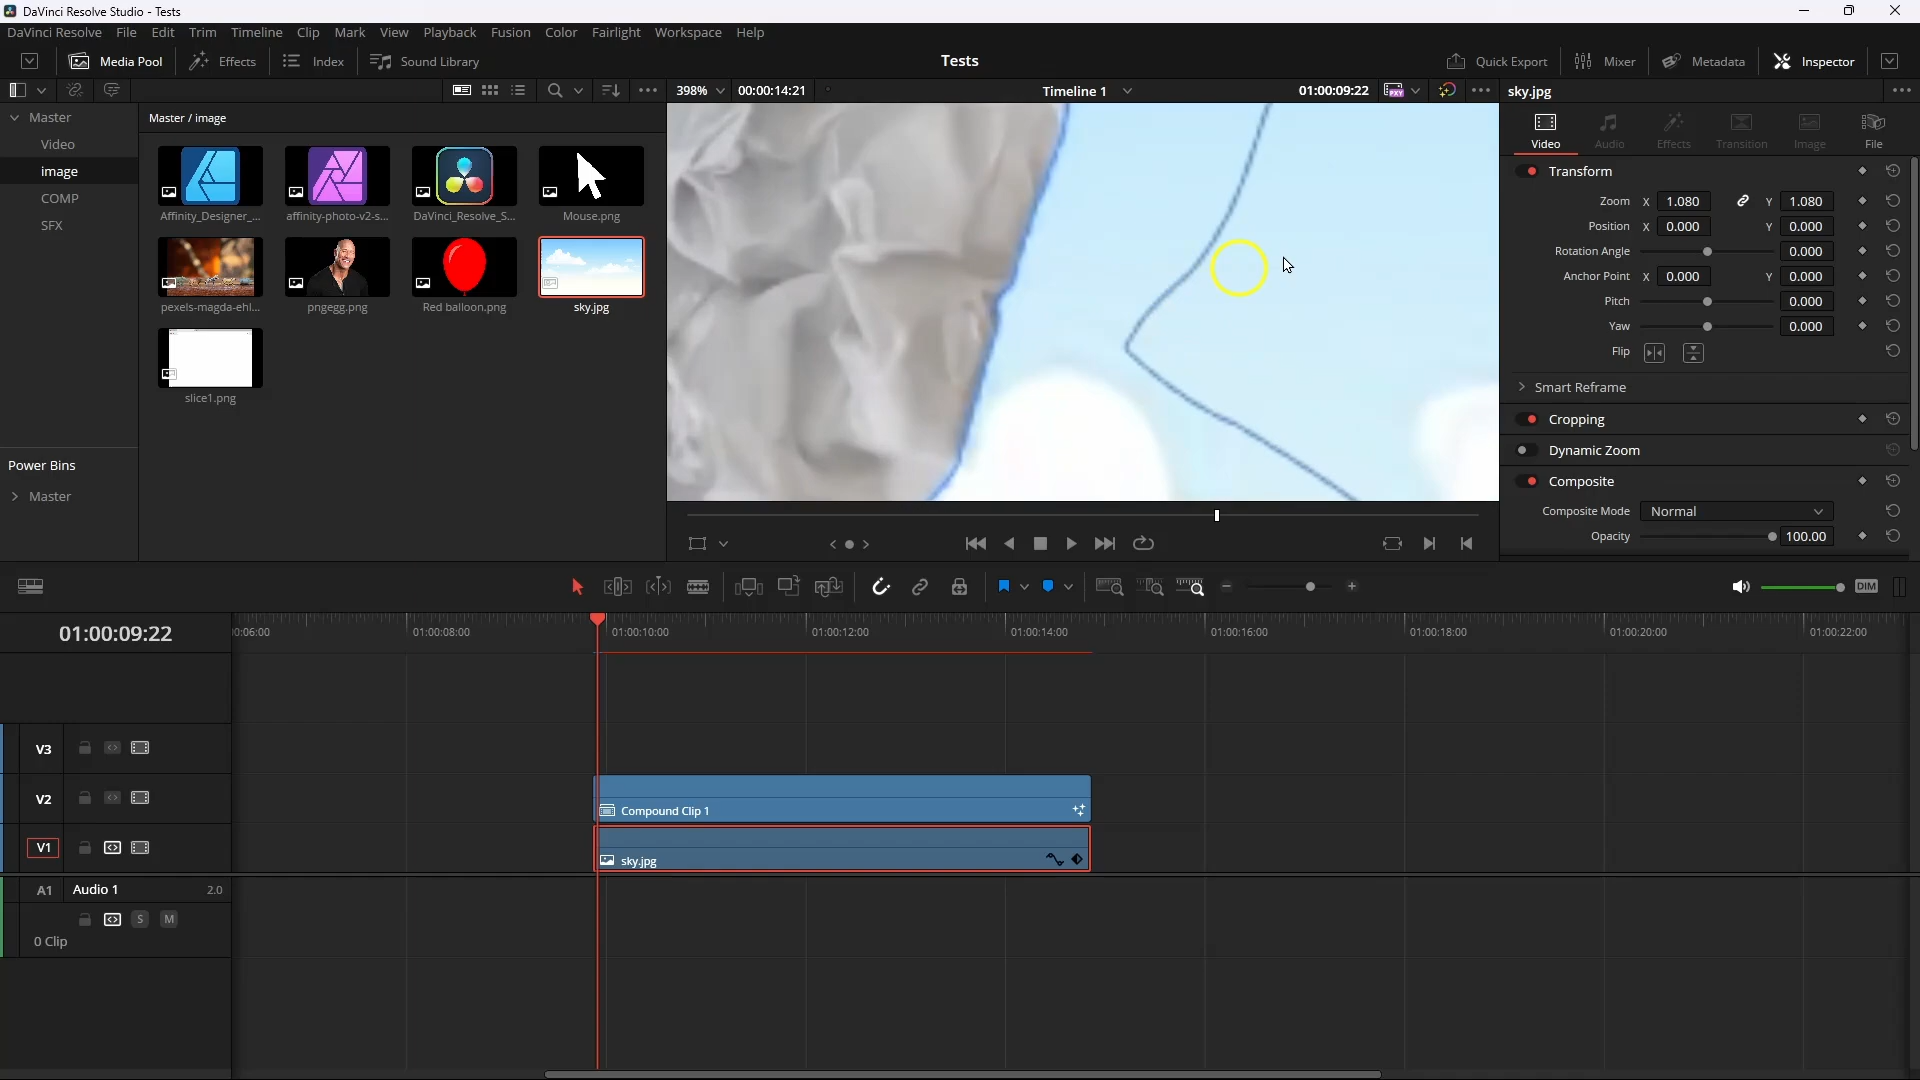 DaVinci Resolve Studio - Tests
DaVinci Resolve File Edit Trim Timeline Clip Mark View Playback Fusion Color Fairlight Workspace Help
Media Pool Effects Index Sound Library Tests Quick Export Mixer Metadata Inspector
398% 00:00:14:21 Timeline 1 01:00:09:22 PXY sky.jpg
Master
Video
image
COMP
SFX
Power Bins
Master
Master / image
Affinity_Designer_...
affinity-photo-v2-s...
DaVinci_Resolve_S...
Mouse.png
pexels-magda-ehl...
pngegg.png
Red balloon.png
sky.jpg
slice1.png
Video Audio Effects Transition Image File
Transform
Zoom X 1.080 Y 1.080
Position X 0.000 Y 0.000
Rotation Angle 0.000
Anchor Point X 0.000 Y 0.000
Pitch 0.000
Yaw 0.000
Flip
Smart Reframe
Cropping
Dynamic Zoom
Composite
Composite Mode Normal
Opacity 100.00
DIM
01:00:09:22
01:00:08:00 01:00:10:00 01:00:12:00 01:00:14:00 01:00:16:00 01:00:18:00 01:00:20:00 01:00:22:00
V3
V2
Compound Clip 1
V1
sky.jpg
A1 Audio 1 2.0
S M
0 Clip